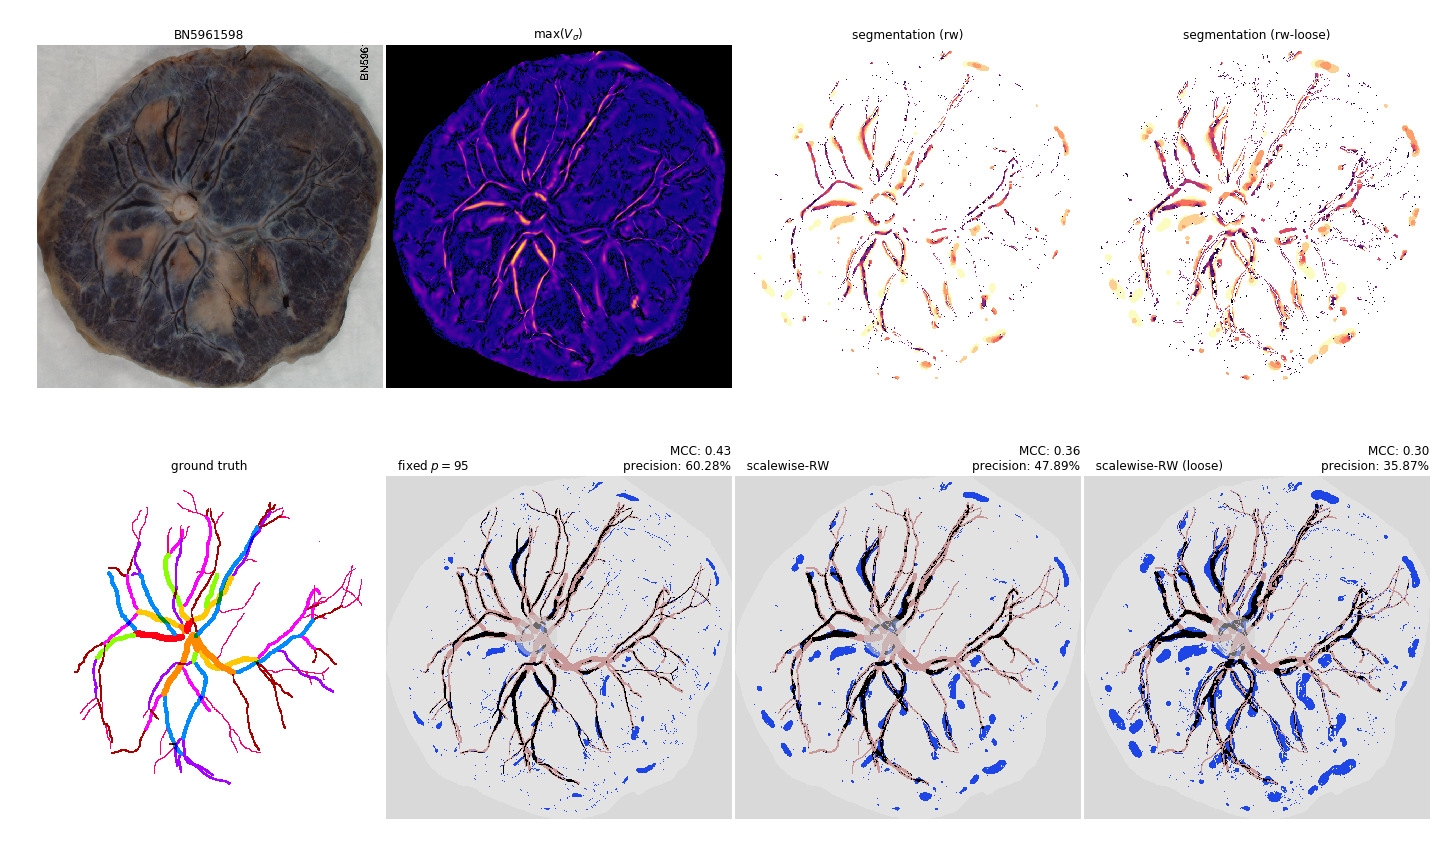 BN5961598
max(V_σ)
segmentation (rw)
segmentation (rw-loose)
BN596
ground truth
fixed p = 95
MCC: 0.43
precision: 60.28%
scalewise-RW
MCC: 0.36
precision: 47.89%
scalewise-RW (loose)
MCC: 0.30
precision: 35.87%